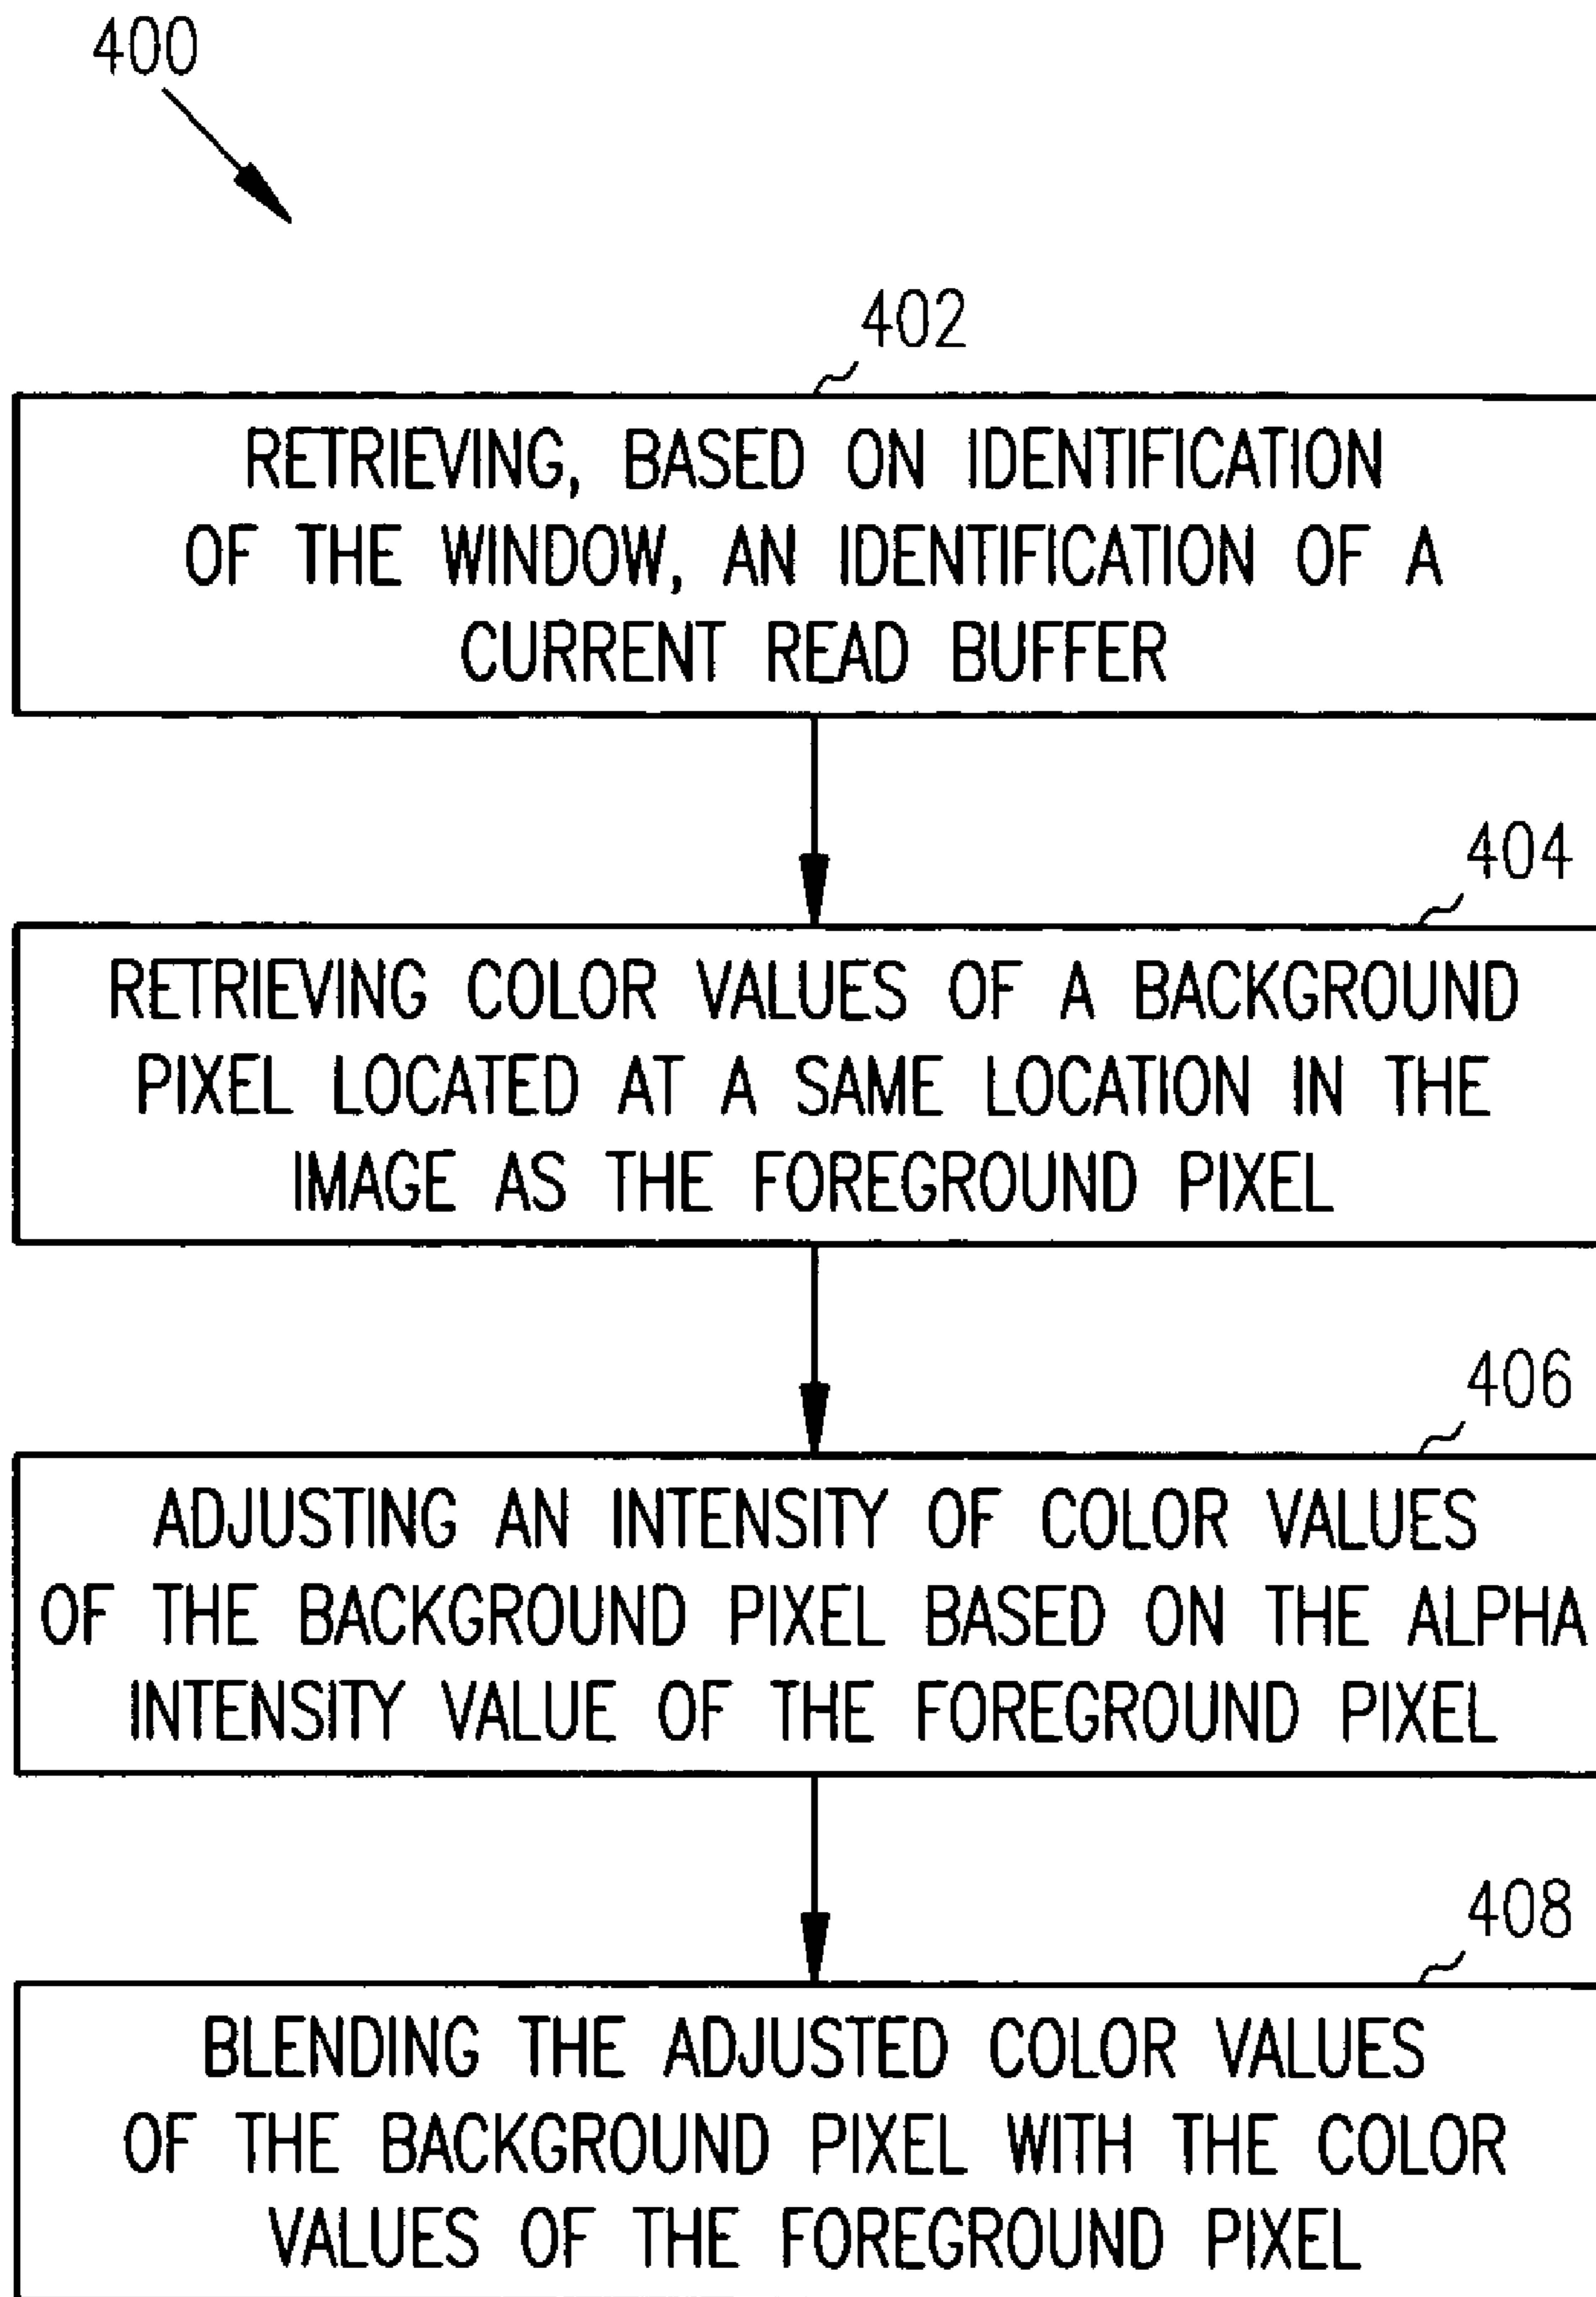 400
402
RETRIEVING, BASED ON IDENTIFICATION
OF THE WINDOW, AN IDENTIFICATION OF A
CURRENT READ BUFFER
404
RETRIEVING COLOR VALUES OF A BACKGROUND
PIXEL LOCATED AT A SAME LOCATION IN THE
IMAGE AS THE FOREGROUND PIXEL
406
ADJUSTING AN INTENSITY OF COLOR VALUES
OF THE BACKGROUND PIXEL BASED ON THE ALPHA
INTENSITY VALUE OF THE FOREGROUND PIXEL
408
BLENDING THE ADJUSTED COLOR VALUES
OF THE BACKGROUND PIXEL WITH THE COLOR
VALUES OF THE FOREGROUND PIXEL